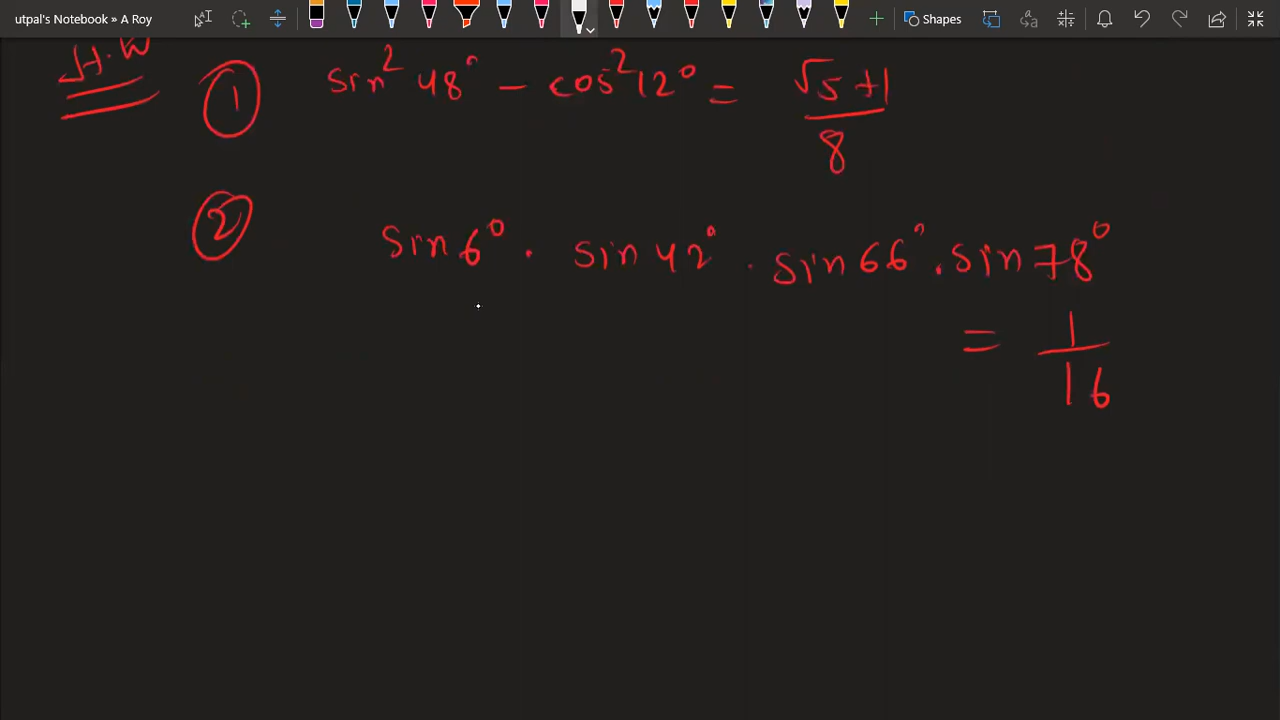 utpal's Notebook » A Roy
Shapes
H.W
① sin² 48° - cos² 12° = √5 +1 / 8
② sin 6° . sin 42° . sin 66° . sin 78°
= 1 / 16